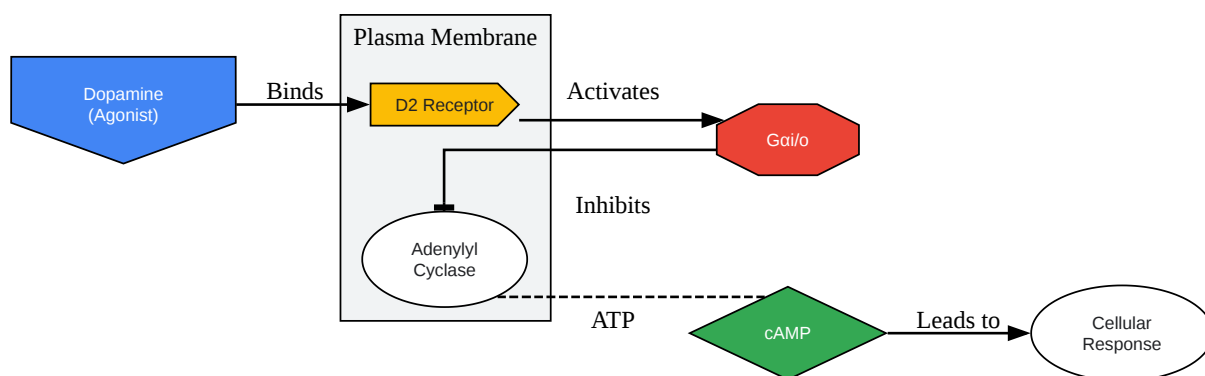 Plasma Membrane
Dopamine
(Agonist)
Binds
D2 Receptor
Activates
Gαi/o
Inhibits
Adenylyl
Cyclase
ATP
cAMP
Leads to
Cellular
Response